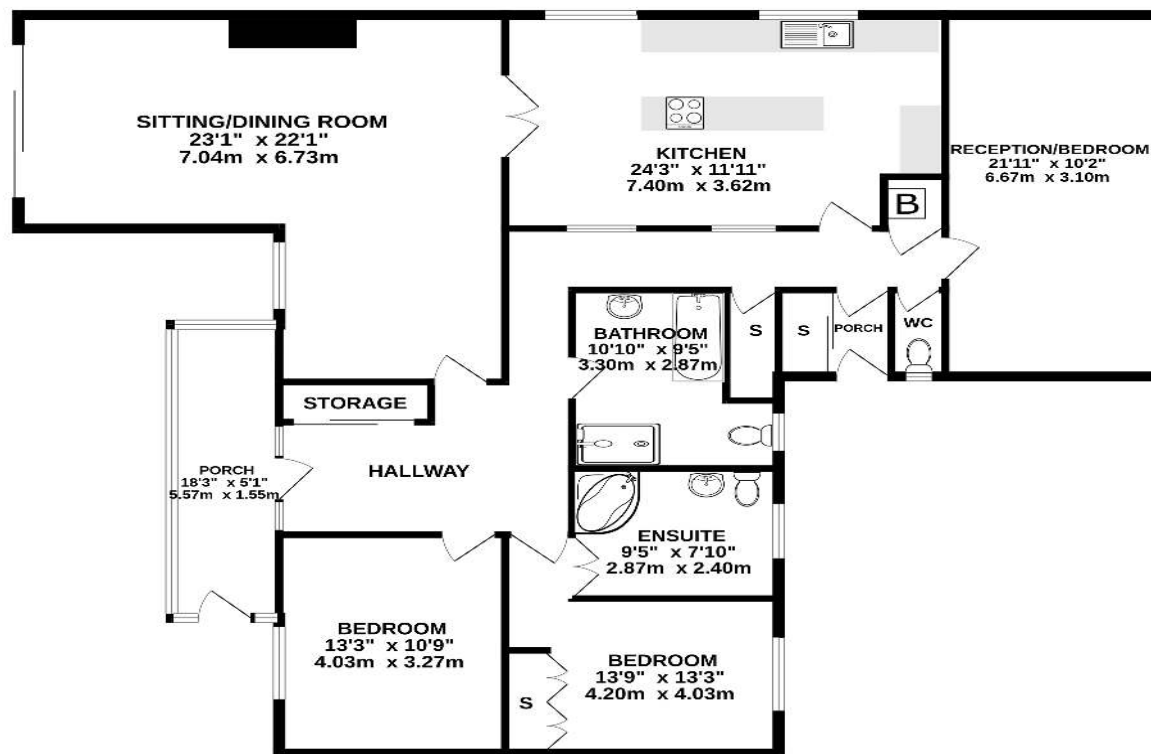 SITTING/DINING ROOM
23'1" x 22'1"
7.04m x 6.73m
KITCHEN
24'3" x 11'11"
7.40m x 3.62m
RECEPTION/BEDROOM
21'11" x 10'2"
6.67m x 3.10m
B
BATHROOM
10'10" x 9'5"
3.30m x 2.87m
S
S
PORCH
WC
STORAGE
HALLWAY
PORCH
18'3" x 5'1"
5.57m x 1.55m
ENSUITE
9'5" x 7'10"
2.87m x 2.40m
BEDROOM
13'3" x 10'9"
4.03m x 3.27m
BEDROOM
13'9" x 13'3"
4.20m x 4.03m
S